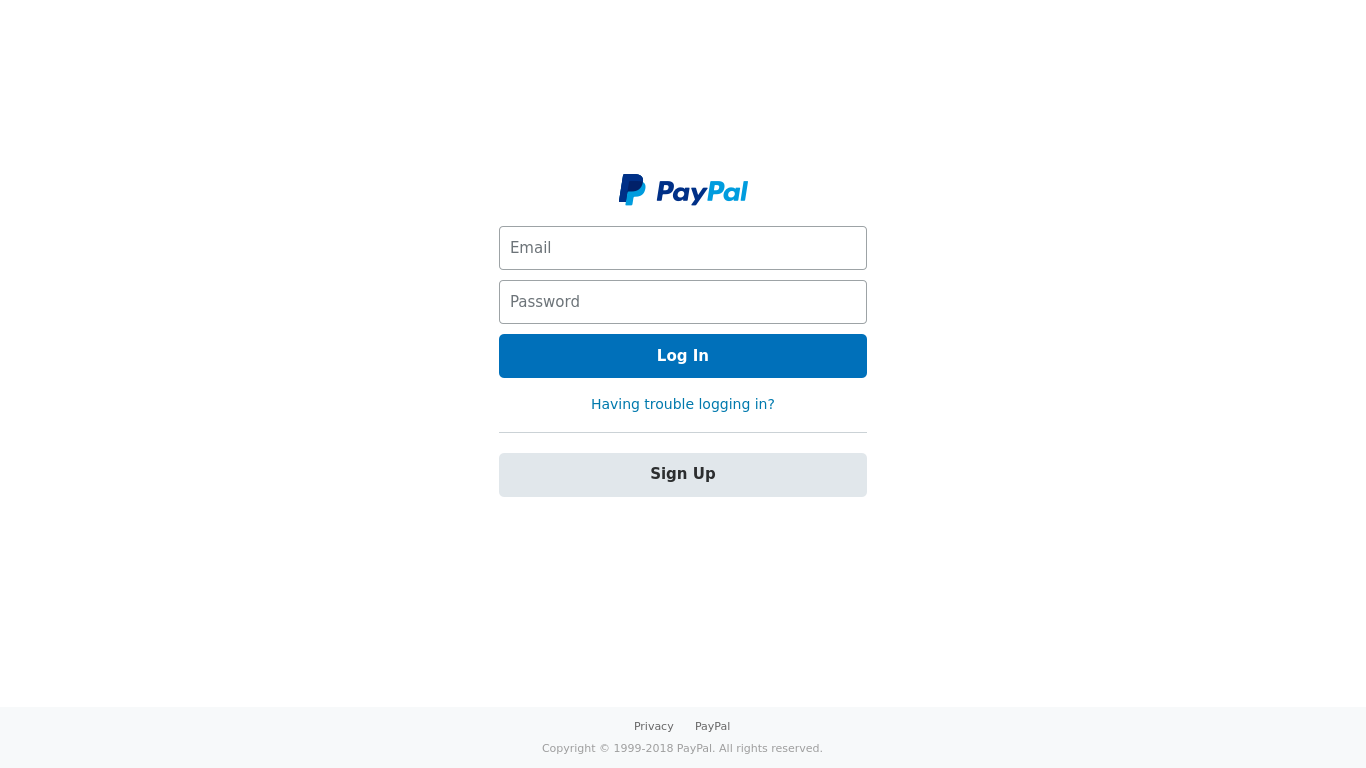 PayPal
Email
Password
Log In
Having trouble logging in?
Sign Up
Privacy PayPal
Copyright © 1999-2018 PayPal. All rights reserved.